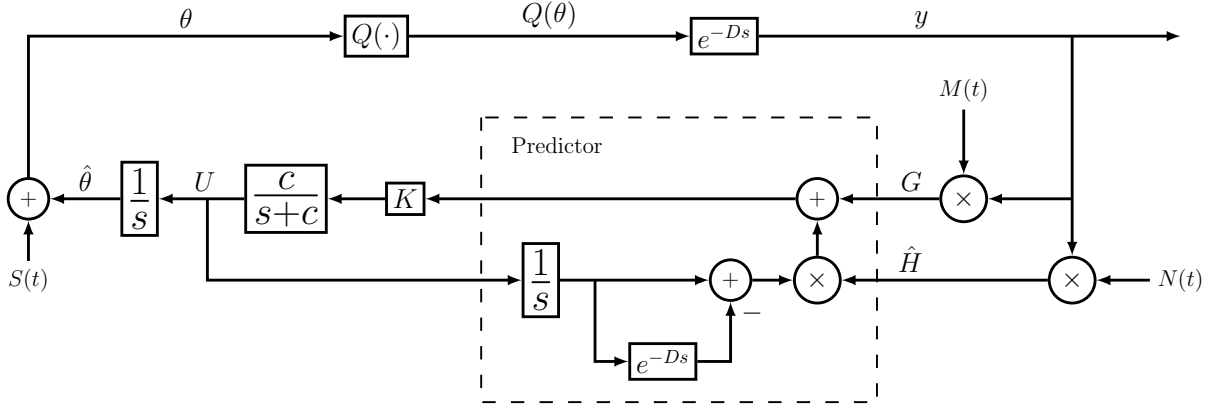 θ
Q(·)
Q(θ)
e^{-Ds}
y
M(t)
Predictor
+
θ̂
1/s
U
c/(s+c)
K
+
G
×
S(t)
1/s
+
−
×
Ĥ
×
N(t)
e^{-Ds}